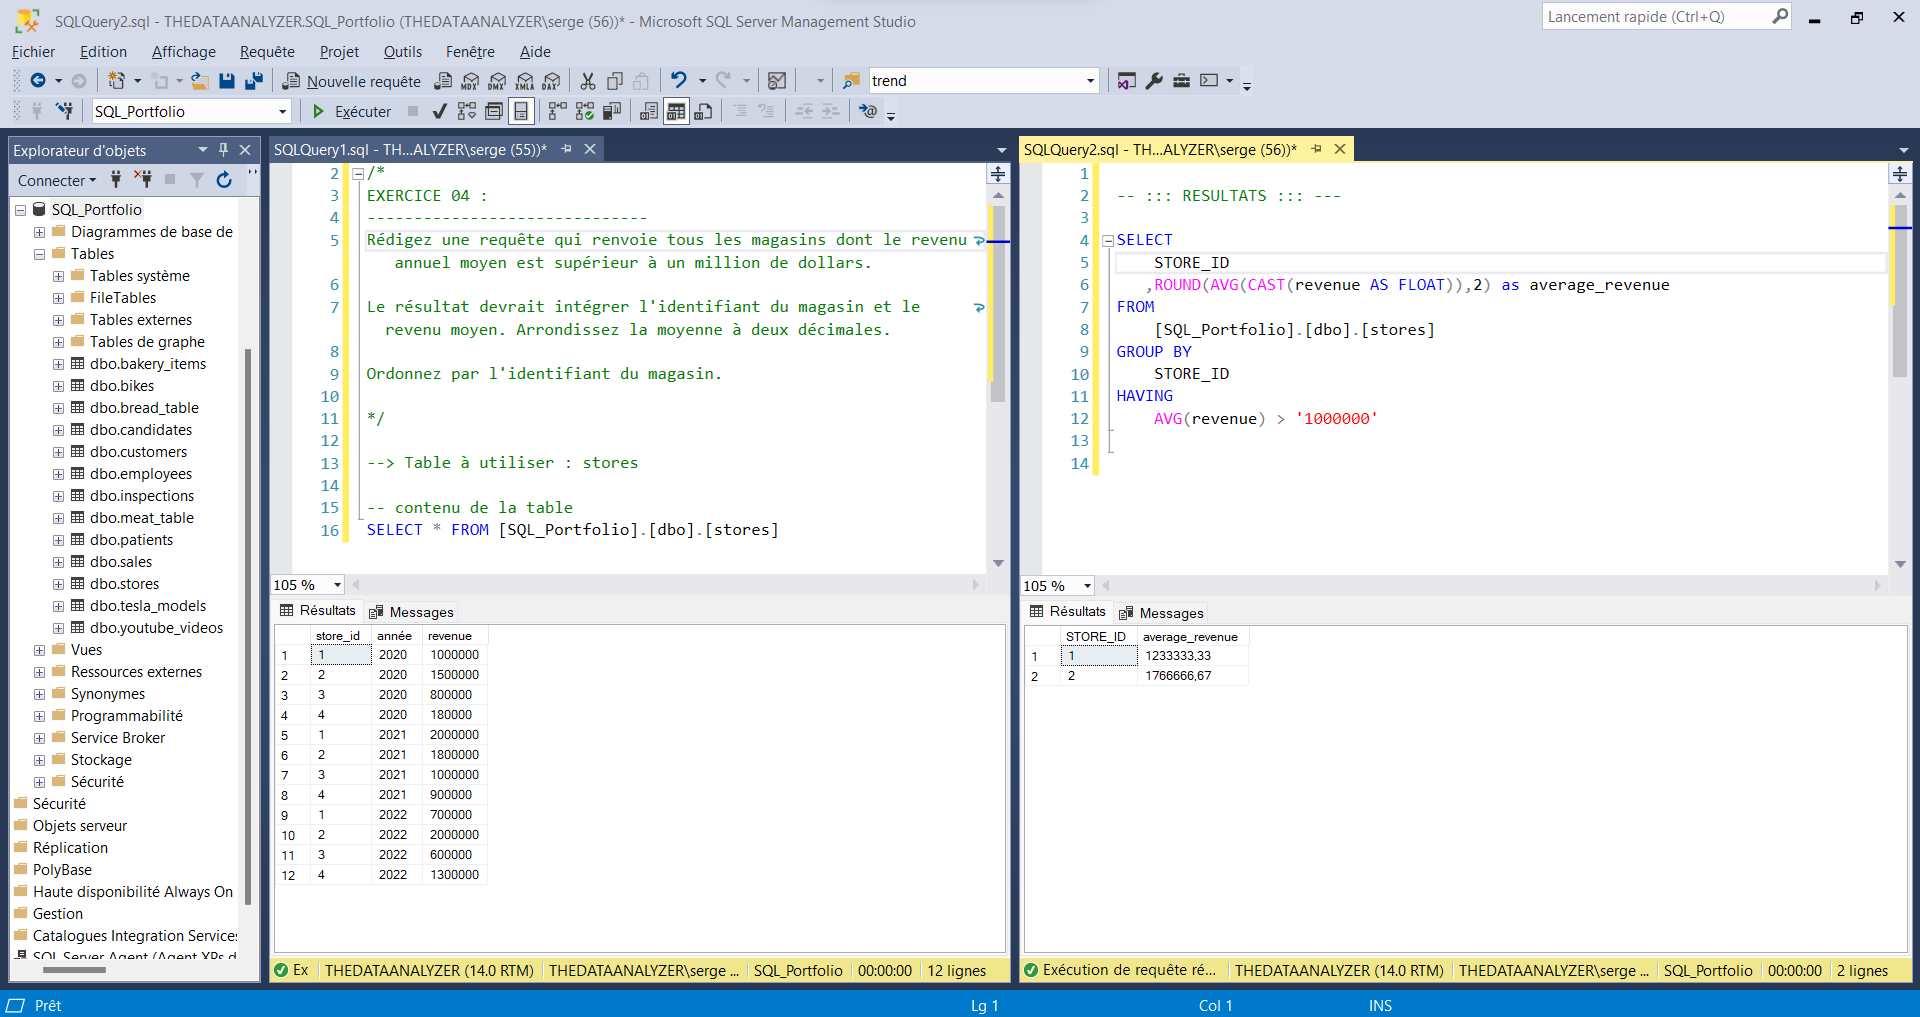 SQLQuery2.sql - THEDATAANALYZER.SQL_Portfolio (THEDATAANALYZER\serge (56))* - Microsoft SQL Server Management Studio
Lancement rapide (Ctrl+Q)
Fichier Edition Affichage Requête Projet Outils Fenêtre Aide
Nouvelle requête MDX DMX XMLA DAX trend
SQL_Portfolio Exécuter
Explorateur d'objets
Connecter
SQL_Portfolio
Diagrammes de base de
Tables
Tables système
FileTables
Tables externes
Tables de graphe
dbo.bakery_items
dbo.bikes
dbo.bread_table
dbo.candidates
dbo.customers
dbo.employees
dbo.inspections
dbo.meat_table
dbo.patients
dbo.sales
dbo.stores
dbo.tesla_models
dbo.youtube_videos
Vues
Ressources externes
Synonymes
Programmabilité
Service Broker
Stockage
Sécurité
Sécurité
Objets serveur
Réplication
PolyBase
Haute disponibilité Always On
Gestion
Catalogues Integration Services
SQL Server Agent (Agent XPs d
SQLQuery1.sql - TH...ALYZER\serge (55))*
2 /*
3 EXERCICE 04 :
4 ------------------------------
5 Rédigez une requête qui renvoie tous les magasins dont le revenu
annuel moyen est supérieur à un million de dollars.
6
7 Le résultat devrait intégrer l'identifiant du magasin et le
revenu moyen. Arrondissez la moyenne à deux décimales.
8
9 Ordonnez par l'identifiant du magasin.
10
11 */
12
13 --> Table à utiliser : stores
14
15 -- contenu de la table
16 SELECT * FROM [SQL_Portfolio].[dbo].[stores]
105 %
Résultats Messages
store_id année revenue
1 1 2020 1000000
2 2 2020 1500000
3 3 2020 800000
4 4 2020 180000
5 1 2021 2000000
6 2 2021 1800000
7 3 2021 1000000
8 4 2021 900000
9 1 2022 700000
10 2 2022 2000000
11 3 2022 600000
12 4 2022 1300000
Ex THEDATAANALYZER (14.0 RTM) THEDATAANALYZER\serge ... SQL_Portfolio 00:00:00 12 lignes
SQLQuery2.sql - TH...ALYZER\serge (56))*
1
2 -- ::: RESULTATS ::: ---
3
4 SELECT
5 STORE_ID
6 ,ROUND(AVG(CAST(revenue AS FLOAT)),2) as average_revenue
7 FROM
8 [SQL_Portfolio].[dbo].[stores]
9 GROUP BY
10 STORE_ID
11 HAVING
12 AVG(revenue) > '1000000'
13
14
105 %
Résultats Messages
STORE_ID average_revenue
1 1 1233333,33
2 2 1766666,67
Exécution de requête ré... THEDATAANALYZER (14.0 RTM) THEDATAANALYZER\serge ... SQL_Portfolio 00:00:00 2 lignes
Prêt Lg 1 Col 1 INS